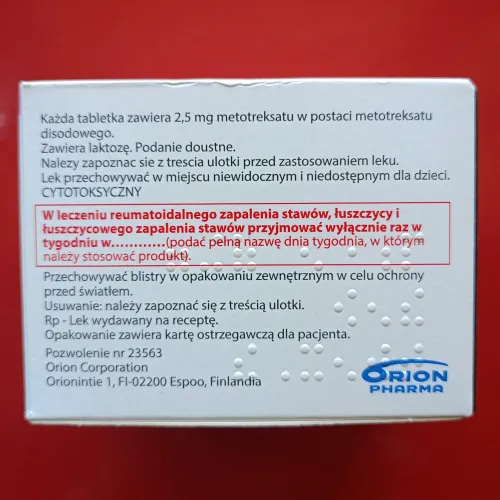 Każda tabletka zawiera 2,5 mg metotreksatu w postaci metotreksatu
disodowego.
Zawiera laktozę. Podanie doustne.
Nalezy zapoznac sie z trescia ulotki przed zastosowaniem leku.
Lek przechowywać w miejscu niewidocznym i niedostępnym dla dzieci.
CYTOTOKSYCZNY
W leczeniu reumatoidalnego zapalenia stawów, łuszczycy i
łuszczycowego zapalenia stawów przyjmować wyłącznie raz w
tygodniu w............(podać pełną nazwę dnia tygodnia, w którym
należy stosować produkt).
Przechowywać blistry w opakowaniu zewnętrznym w celu ochrony
przed światłem.
Usuwanie: należy zapoznać się z treścią ulotki.
Rp - Lek wydawany na receptę.
Opakowanie zawiera kartę ostrzegawczą dla pacjenta.
Pozwolenie nr 23563
Orion Corporation
Orionintie 1, FI-02200 Espoo, Finlandia
ORION
PHARMA